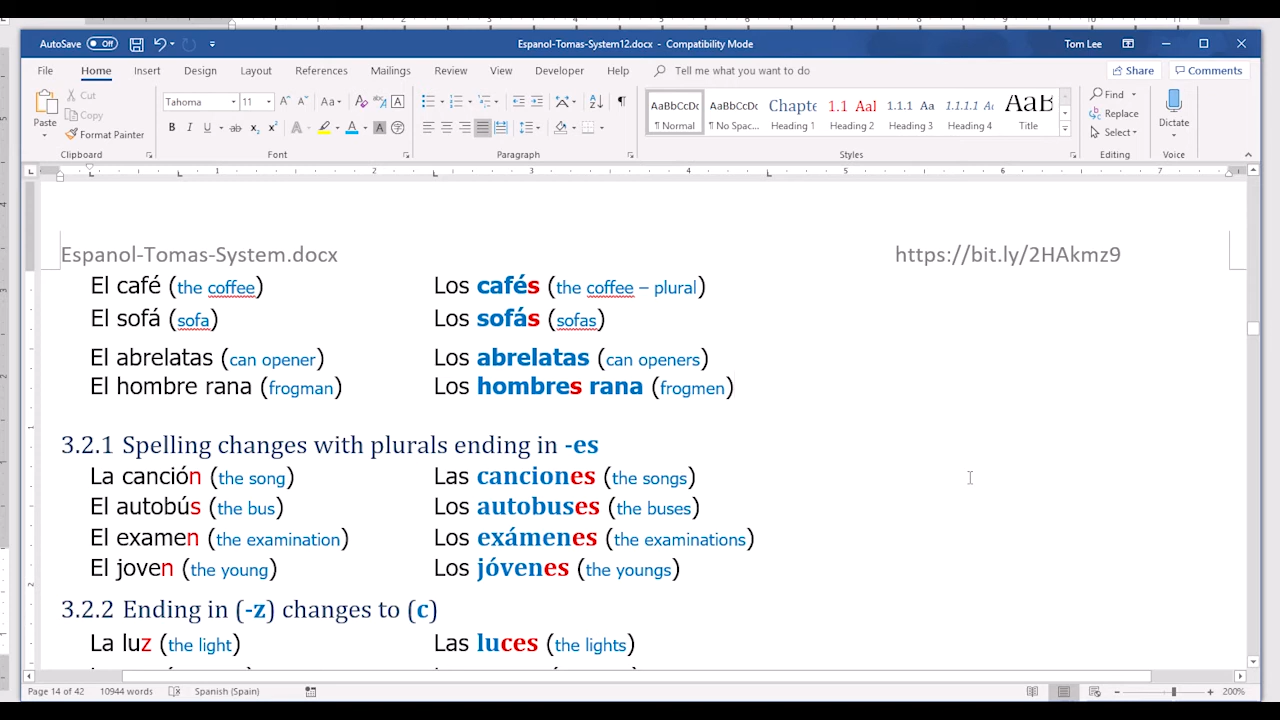 AutoSave Off Espanol-Tomas-System12.docx - Compatibility Mode Tom Lee
File Home Insert Design Layout References Mailings Review View Developer Help Tell me what you want to do Share Comments
Paste Cut Copy Format Painter
Tahoma 11
AaBbCcDc AaBbCcDc Chapte 1.1 Aal 1.1.1 Aa 1.1.1.1 Aa AaB
¶ Normal ¶ No Spac... Heading 1 Heading 2 Heading 3 Heading 4 Title
Find Replace Select Dictate
Clipboard Font Paragraph Styles Editing Voice
1 2 3 4 5 6 7
Espanol-Tomas-System.docx https://bit.ly/2HAkmz9
El café (the coffee) Los cafés (the coffee – plural)
El sofá (sofa) Los sofás (sofas)
El abrelatas (can opener) Los abrelatas (can openers)
El hombre rana (frogman) Los hombres rana (frogmen)
3.2.1 Spelling changes with plurals ending in -es
La canción (the song) Las canciones (the songs)
El autobús (the bus) Los autobuses (the buses)
El examen (the examination) Los exámenes (the examinations)
El joven (the young) Los jóvenes (the youngs)
3.2.2 Ending in (-z) changes to (c)
La luz (the light) Las luces (the lights)
Page 14 of 42 10944 words Spanish (Spain) 200%